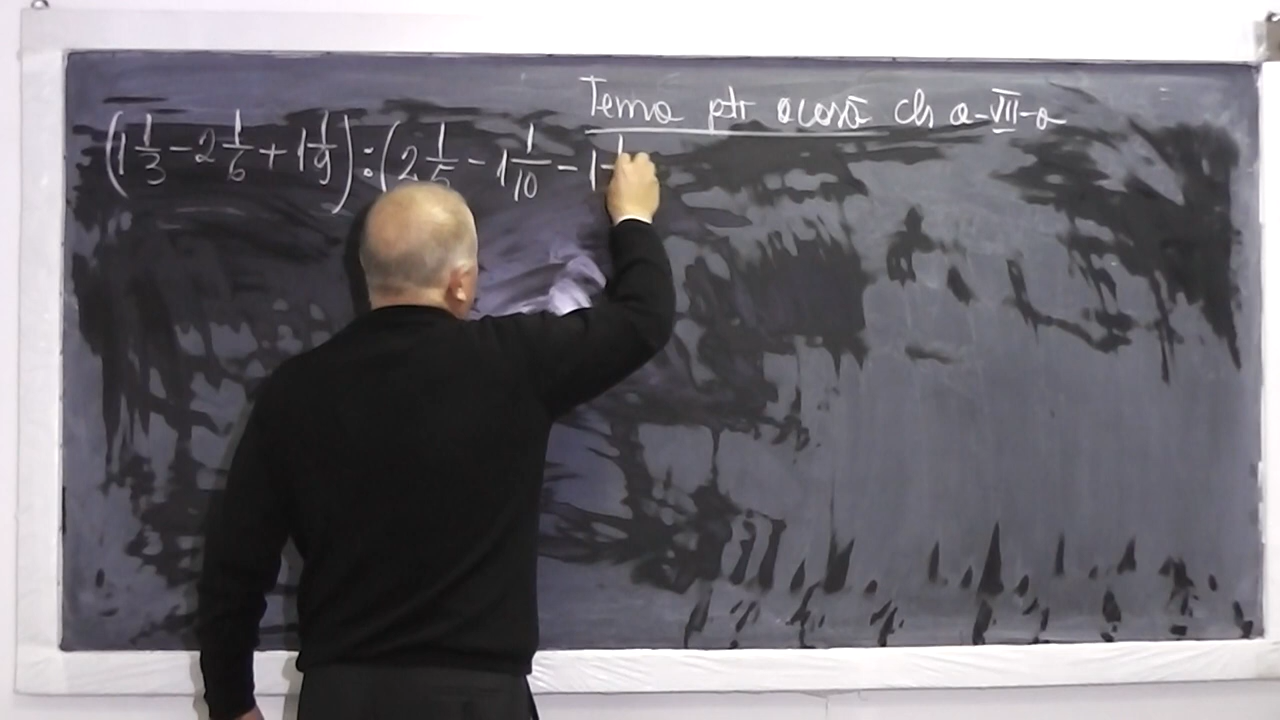 Tema ptr acasă cls a-VII-a
(1 1/3 - 2 1/6 + 1 1/9) : (2 1/5 - 1 1/10 - 1 1